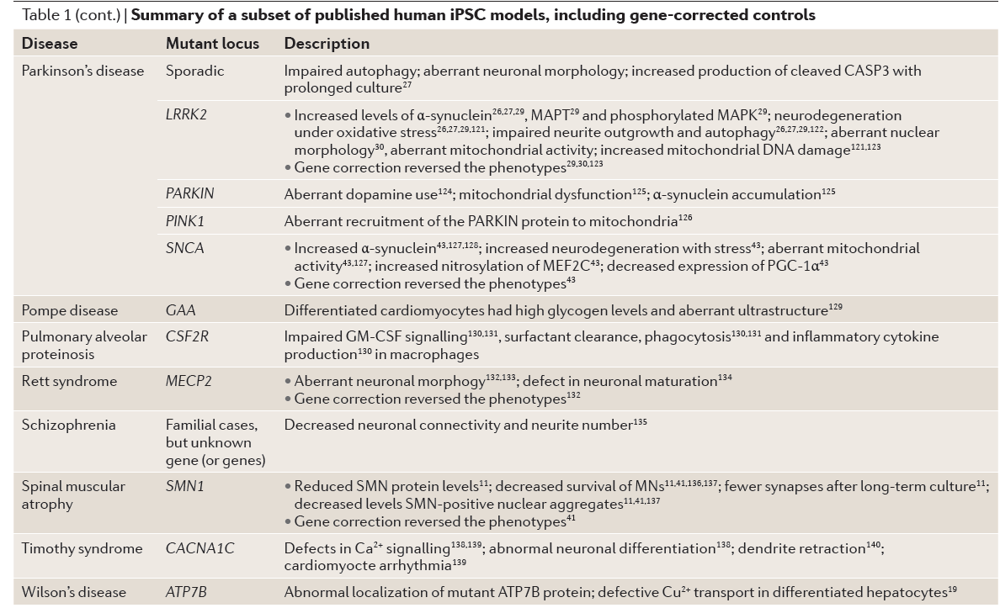 Table 1 (cont.) | Summary of a subset of published human iPSC models, including gene-corrected controls
Disease Mutant locus Description
Parkinson's disease Sporadic Impaired autophagy; aberrant neuronal morphology; increased production of cleaved CASP3 with
prolonged culture27
LRRK2 • Increased levels of α-synuclein26,27,29, MAPT29 and phosphorylated MAPK29; neurodegeneration
under oxidative stress26,27,29,121; impaired neurite outgrowth and autophagy26,27,29,122; aberrant nuclear
morphology30, aberrant mitochondrial activity; increased mitochondrial DNA damage121,123
• Gene correction reversed the phenotypes29,30,123
PARKIN Aberrant dopamine use124; mitochondrial dysfunction125; α-synuclein accumulation125
PINK1 Aberrant recruitment of the PARKIN protein to mitochondria126
SNCA • Increased α-synuclein43,127,128; increased neurodegeneration with stress43; aberrant mitochondrial
activity43,127; increased nitrosylation of MEF2C43; decreased expression of PGC-1α43
• Gene correction reversed the phenotypes43
Pompe disease GAA Differentiated cardiomyocytes had high glycogen levels and aberrant ultrastructure129
Pulmonary alveolar CSF2R Impaired GM-CSF signalling130,131, surfactant clearance, phagocytosis130,131 and inflammatory cytokine
proteinosis production130 in macrophages
Rett syndrome MECP2 • Aberrant neuronal morphogy132,133; defect in neuronal maturation134
• Gene correction reversed the phenotypes132
Schizophrenia Familial cases, Decreased neuronal connectivity and neurite number135
but unknown
gene (or genes)
Spinal muscular SMN1 • Reduced SMN protein levels11; decreased survival of MNs11,41,136,137; fewer synapses after long-term culture11;
atrophy decreased levels SMN-positive nuclear aggregates11,41,137
• Gene correction reversed the phenotypes41
Timothy syndrome CACNA1C Defects in Ca2+ signalling138,139; abnormal neuronal differentiation138; dendrite retraction140;
cardiomyocte arrhythmia139
Wilson's disease ATP7B Abnormal localization of mutant ATP7B protein; defective Cu2+ transport in differentiated hepatocytes19